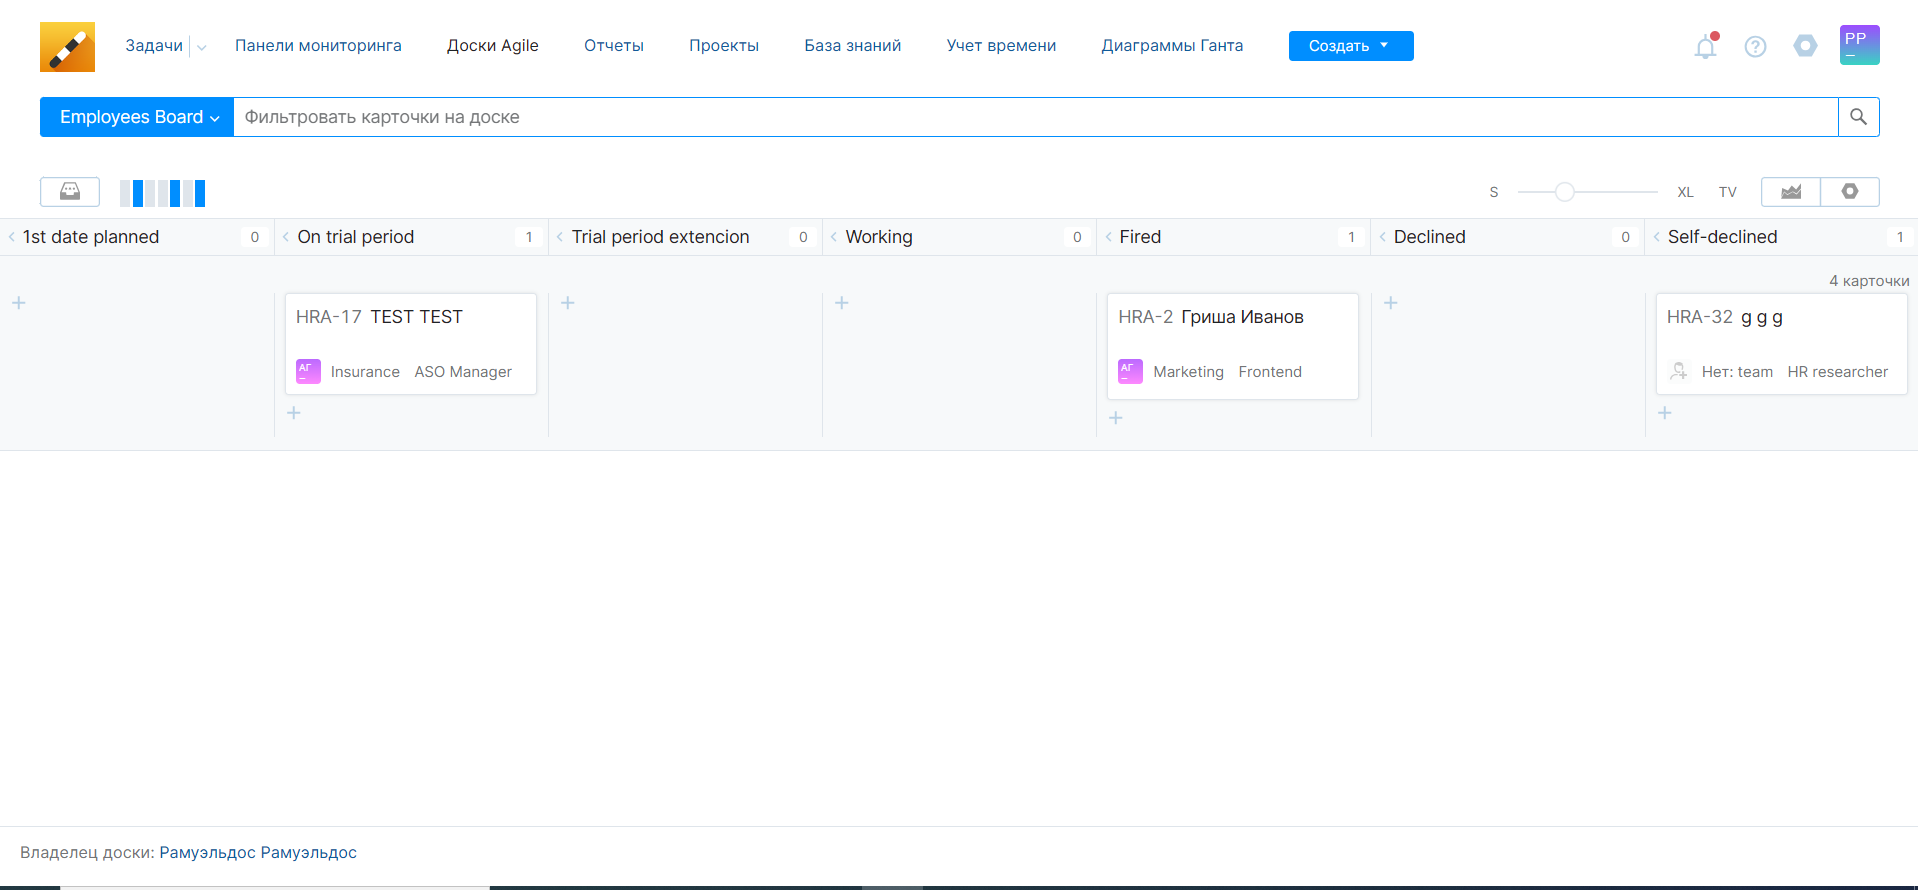 Задачи Панели мониторинга Доски Agile Отчеты Проекты База знаний Учет времени Диаграммы Ганта Создать PP
Employees Board Фильтровать карточки на доске
S XL TV
1st date planned 0 On trial period 1 Trial period extencion 0 Working 0 Fired 1 Declined 0 Self-declined 1
4 карточки
HRA-17 TEST TEST HRA-2 Гриша Иванов HRA-32 g g g
АГ Insurance ASO Manager АГ Marketing Frontend Нет: team HR researcher
Владелец доски: Рамуэльдос Рамуэльдос